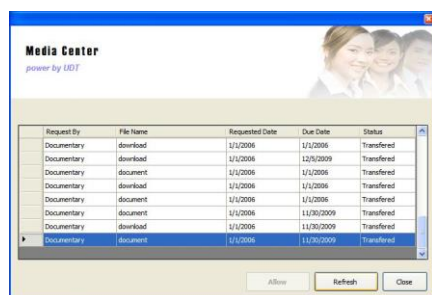 Media Center
power by UDT
Request By File Name Requested Date Due Date Status
Documentary download 1/1/2006 1/1/2006 Transfered
Documentary download 1/1/2006 12/5/2009 Transfered
Documentary document 1/1/2006 1/1/2006 Transfered
Documentary download 1/1/2006 1/1/2006 Transfered
Documentary document 1/1/2006 1/1/2006 Transfered
Documentary document 1/1/2006 11/30/2009 Transfered
Documentary download 1/1/2006 11/30/2009 Transfered
Documentary document 1/1/2006 11/30/2009 Transfered
Allow Refresh Close